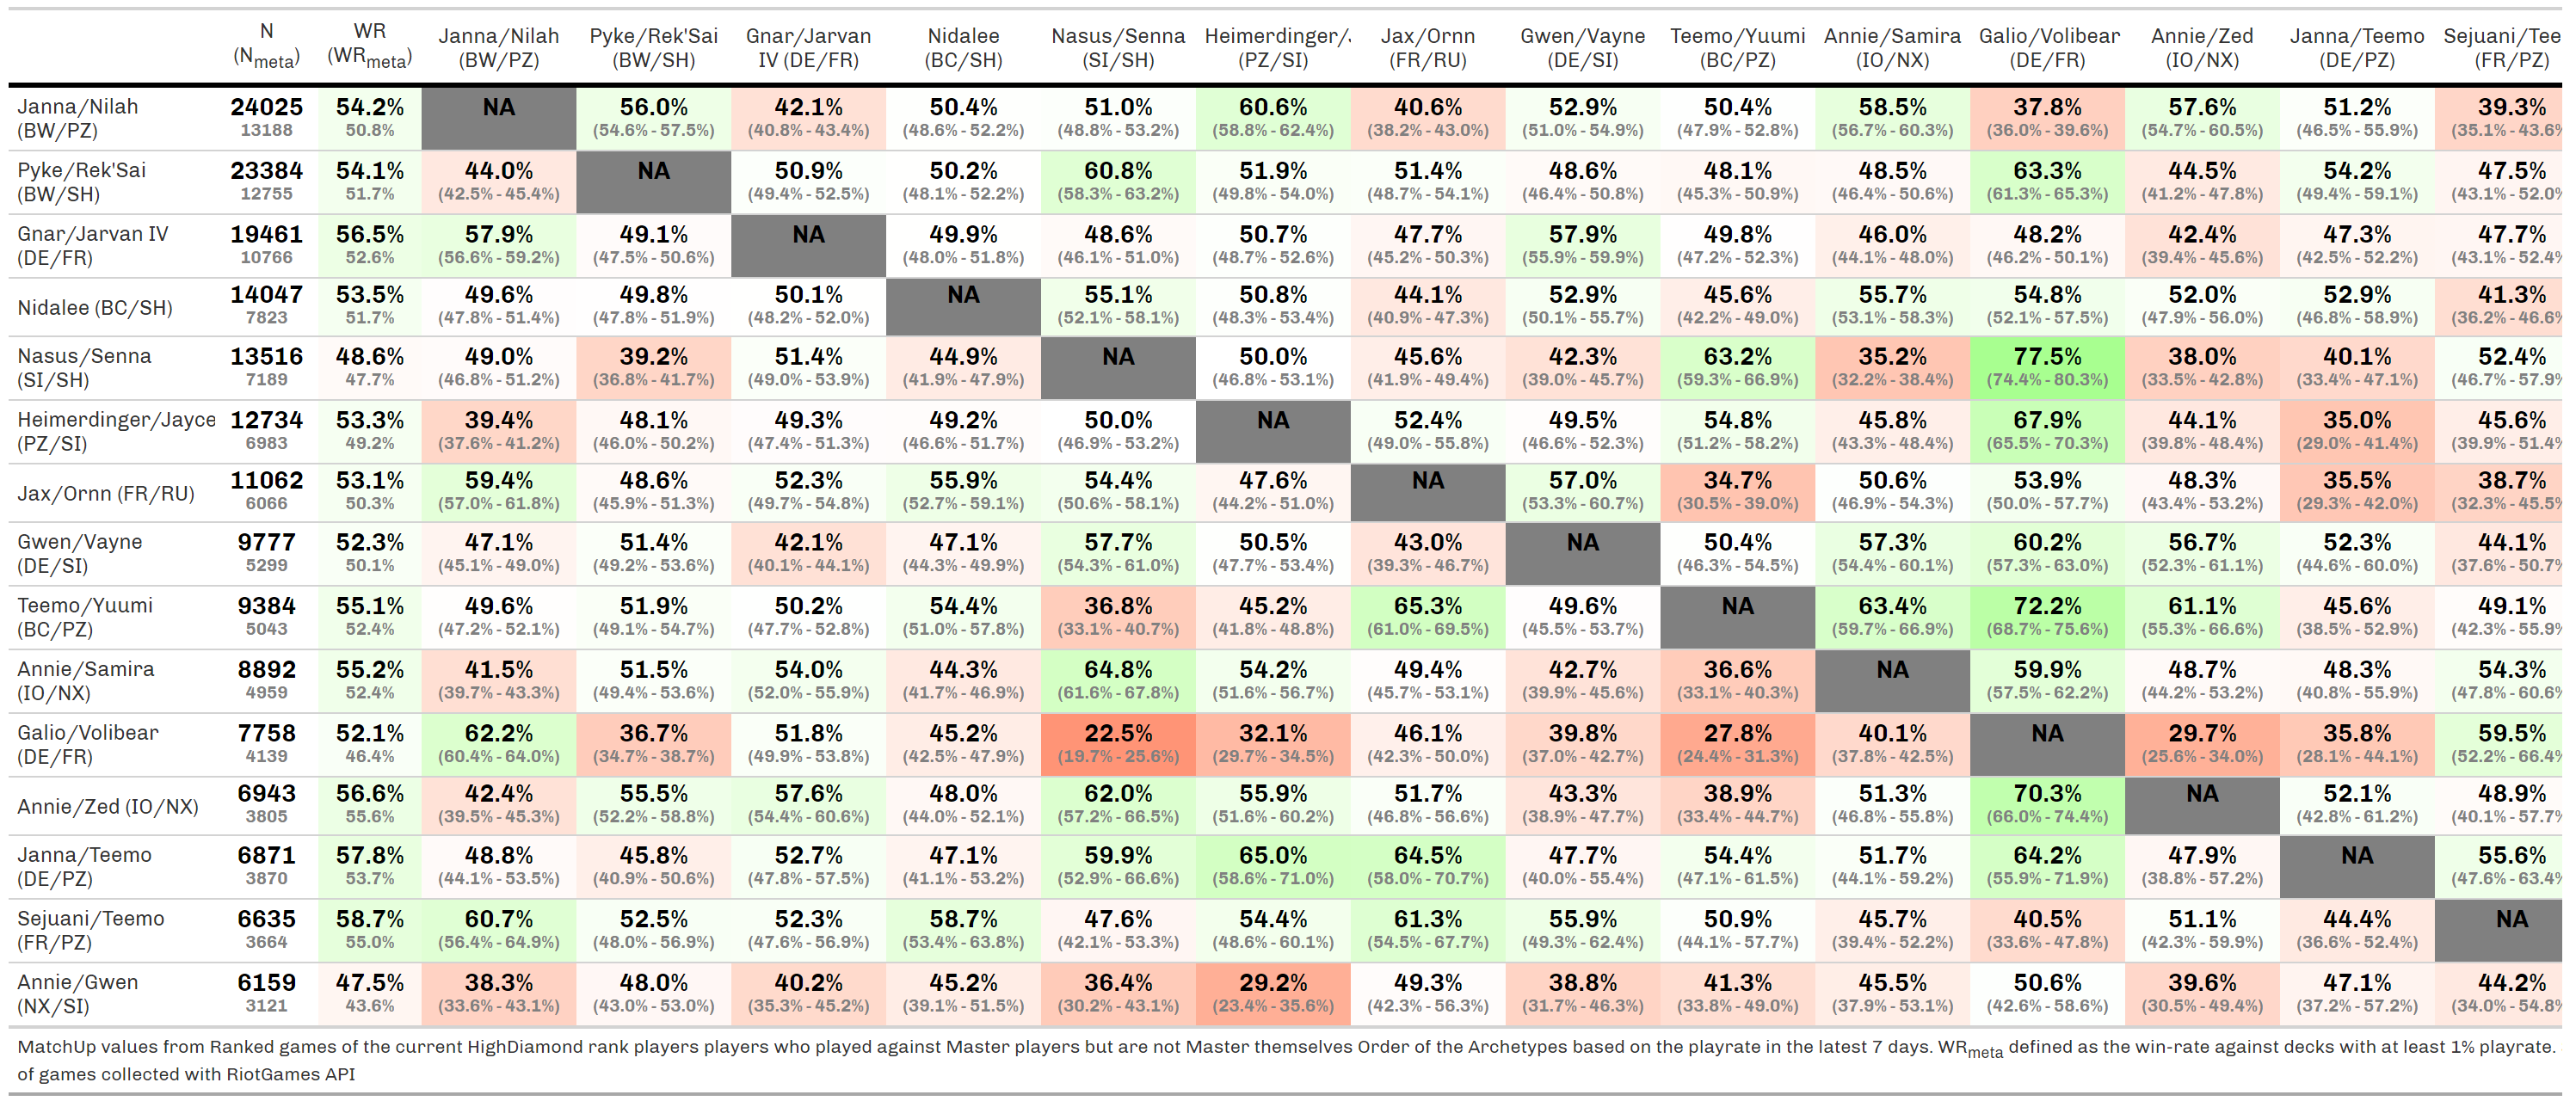 N WR Janna/Nilah Pyke/Rek'Sai Gnar/Jarvan Nidalee Nasus/Senna Heimerdinger/J Jax/Ornn Gwen/Vayne Teemo/Yuumi Annie/Samira Galio/Volibear Annie/Zed Janna/Teemo Sejuani/Tee
(Nmeta) (WRmeta) (BW/PZ) (BW/SH) IV (DE/FR) (BC/SH) (SI/SH) (PZ/SI) (FR/RU) (DE/SI) (BC/PZ) (IO/NX) (DE/FR) (IO/NX) (DE/PZ) (FR/PZ)
Janna/Nilah 24025 54.2% NA 56.0% 42.1% 50.4% 51.0% 60.6% 40.6% 52.9% 50.4% 58.5% 37.8% 57.6% 51.2% 39.3%
(BW/PZ) 13188 50.8% (54.6% - 57.5%) (40.8% - 43.4%) (48.6% - 52.2%) (48.8% - 53.2%) (58.8% - 62.4%) (38.2% - 43.0%) (51.0% - 54.9%) (47.9% - 52.8%) (56.7% - 60.3%) (36.0% - 39.6%) (54.7% - 60.5%) (46.5% - 55.9%) (35.1% - 43.6%
Pyke/Rek'Sai 23384 54.1% 44.0% NA 50.9% 50.2% 60.8% 51.9% 51.4% 48.6% 48.1% 48.5% 63.3% 44.5% 54.2% 47.5%
(BW/SH) 12755 51.7% (42.5% - 45.4%) (49.4% - 52.5%) (48.1% - 52.2%) (58.3% - 63.2%) (49.8% - 54.0%) (48.7% - 54.1%) (46.4% - 50.8%) (45.3% - 50.9%) (46.4% - 50.6%) (61.3% - 65.3%) (41.2% - 47.8%) (49.4% - 59.1%) (43.1% - 52.0%
Gnar/Jarvan IV 19461 56.5% 57.9% 49.1% NA 49.9% 48.6% 50.7% 47.7% 57.9% 49.8% 46.0% 48.2% 42.4% 47.3% 47.7%
(DE/FR) 10766 52.6% (56.6% - 59.2%) (47.5% - 50.6%) (48.0% - 51.8%) (46.1% - 51.0%) (48.7% - 52.6%) (45.2% - 50.3%) (55.9% - 59.9%) (47.2% - 52.3%) (44.1% - 48.0%) (46.2% - 50.1%) (39.4% - 45.6%) (42.5% - 52.2%) (43.1% - 52.4%
Nidalee (BC/SH) 14047 53.5% 49.6% 49.8% 50.1% NA 55.1% 50.8% 44.1% 52.9% 45.6% 55.7% 54.8% 52.0% 52.9% 41.3%
7823 51.7% (47.8% - 51.4%) (47.8% - 51.9%) (48.2% - 52.0%) (52.1% - 58.1%) (48.3% - 53.4%) (40.9% - 47.3%) (50.1% - 55.7%) (42.2% - 49.0%) (53.1% - 58.3%) (52.1% - 57.5%) (47.9% - 56.0%) (46.8% - 58.9%) (36.2% - 46.6%
Nasus/Senna 13516 48.6% 49.0% 39.2% 51.4% 44.9% NA 50.0% 45.6% 42.3% 63.2% 35.2% 77.5% 38.0% 40.1% 52.4%
(SI/SH) 7189 47.7% (46.8% - 51.2%) (36.8% - 41.7%) (49.0% - 53.9%) (41.9% - 47.9%) (46.8% - 53.1%) (41.9% - 49.4%) (39.0% - 45.7%) (59.3% - 66.9%) (32.2% - 38.4%) (74.4% - 80.3%) (33.5% - 42.8%) (33.4% - 47.1%) (46.7% - 57.9%
Heimerdinger/Jayce 12734 53.3% 39.4% 48.1% 49.3% 49.2% 50.0% NA 52.4% 49.5% 54.8% 45.8% 67.9% 44.1% 35.0% 45.6%
(PZ/SI) 6983 49.2% (37.6% - 41.2%) (46.0% - 50.2%) (47.4% - 51.3%) (46.6% - 51.7%) (46.9% - 53.2%) (49.0% - 55.8%) (46.6% - 52.3%) (51.2% - 58.2%) (43.3% - 48.4%) (65.5% - 70.3%) (39.8% - 48.4%) (29.0% - 41.4%) (39.9% - 51.4%
Jax/Ornn (FR/RU) 11062 53.1% 59.4% 48.6% 52.3% 55.9% 54.4% 47.6% NA 57.0% 34.7% 50.6% 53.9% 48.3% 35.5% 38.7%
6066 50.3% (57.0% - 61.8%) (45.9% - 51.3%) (49.7% - 54.8%) (52.7% - 59.1%) (50.6% - 58.1%) (44.2% - 51.0%) (53.3% - 60.7%) (30.5% - 39.0%) (46.9% - 54.3%) (50.0% - 57.7%) (43.4% - 53.2%) (29.3% - 42.0%) (32.3% - 45.5%
Gwen/Vayne 9777 52.3% 47.1% 51.4% 42.1% 47.1% 57.7% 50.5% 43.0% NA 50.4% 57.3% 60.2% 56.7% 52.3% 44.1%
(DE/SI) 5299 50.1% (45.1% - 49.0%) (49.2% - 53.6%) (40.1% - 44.1%) (44.3% - 49.9%) (54.3% - 61.0%) (47.7% - 53.4%) (39.3% - 46.7%) (46.3% - 54.5%) (54.4% - 60.1%) (57.3% - 63.0%) (52.3% - 61.1%) (44.6% - 60.0%) (37.6% - 50.7%
Teemo/Yuumi 9384 55.1% 49.6% 51.9% 50.2% 54.4% 36.8% 45.2% 65.3% 49.6% NA 63.4% 72.2% 61.1% 45.6% 49.1%
(BC/PZ) 5043 52.4% (47.2% - 52.1%) (49.1% - 54.7%) (47.7% - 52.8%) (51.0% - 57.8%) (33.1% - 40.7%) (41.8% - 48.8%) (61.0% - 69.5%) (45.5% - 53.7%) (59.7% - 66.9%) (68.7% - 75.6%) (55.3% - 66.6%) (38.5% - 52.9%) (42.3% - 55.9%
Annie/Samira 8892 55.2% 41.5% 51.5% 54.0% 44.3% 64.8% 54.2% 49.4% 42.7% 36.6% NA 59.9% 48.7% 48.3% 54.3%
(IO/NX) 4959 52.4% (39.7% - 43.3%) (49.4% - 53.6%) (52.0% - 55.9%) (41.7% - 46.9%) (61.6% - 67.8%) (51.6% - 56.7%) (45.7% - 53.1%) (39.9% - 45.6%) (33.1% - 40.3%) (57.5% - 62.2%) (44.2% - 53.2%) (40.8% - 55.9%) (47.8% - 60.6%
Galio/Volibear 7758 52.1% 62.2% 36.7% 51.8% 45.2% 22.5% 32.1% 46.1% 39.8% 27.8% 40.1% NA 29.7% 35.8% 59.5%
(DE/FR) 4139 46.4% (60.4% - 64.0%) (34.7% - 38.7%) (49.9% - 53.8%) (42.5% - 47.9%) (19.7% - 25.6%) (29.7% - 34.5%) (42.3% - 50.0%) (37.0% - 42.7%) (24.4% - 31.3%) (37.8% - 42.5%) (25.6% - 34.0%) (28.1% - 44.1%) (52.2% - 66.4%
Annie/Zed (IO/NX) 6943 56.6% 42.4% 55.5% 57.6% 48.0% 62.0% 55.9% 51.7% 43.3% 38.9% 51.3% 70.3% NA 52.1% 48.9%
3805 55.6% (39.5% - 45.3%) (52.2% - 58.8%) (54.4% - 60.6%) (44.0% - 52.1%) (57.2% - 66.5%) (51.6% - 60.2%) (46.8% - 56.6%) (38.9% - 47.7%) (33.4% - 44.7%) (46.8% - 55.8%) (66.0% - 74.4%) (42.8% - 61.2%) (40.1% - 57.7%
Janna/Teemo 6871 57.8% 48.8% 45.8% 52.7% 47.1% 59.9% 65.0% 64.5% 47.7% 54.4% 51.7% 64.2% 47.9% NA 55.6%
(DE/PZ) 3870 53.7% (44.1% - 53.5%) (40.9% - 50.6%) (47.8% - 57.5%) (41.1% - 53.2%) (52.9% - 66.6%) (58.6% - 71.0%) (58.0% - 70.7%) (40.0% - 55.4%) (47.1% - 61.5%) (44.1% - 59.2%) (55.9% - 71.9%) (38.8% - 57.2%) (47.6% - 63.4%
Sejuani/Teemo 6635 58.7% 60.7% 52.5% 52.3% 58.7% 47.6% 54.4% 61.3% 55.9% 50.9% 45.7% 40.5% 51.1% 44.4% NA
(FR/PZ) 3664 55.0% (56.4% - 64.9%) (48.0% - 56.9%) (47.6% - 56.9%) (53.4% - 63.8%) (42.1% - 53.3%) (48.6% - 60.1%) (54.5% - 67.7%) (49.3% - 62.4%) (44.1% - 57.7%) (39.4% - 52.2%) (33.6% - 47.8%) (42.3% - 59.9%) (36.6% - 52.4%)
Annie/Gwen 6159 47.5% 38.3% 48.0% 40.2% 45.2% 36.4% 29.2% 49.3% 38.8% 41.3% 45.5% 50.6% 39.6% 47.1% 44.2%
(NX/SI) 3121 43.6% (33.6% - 43.1%) (43.0% - 53.0%) (35.3% - 45.2%) (39.1% - 51.5%) (30.2% - 43.1%) (23.4% - 35.6%) (42.3% - 56.3%) (31.7% - 46.3%) (33.8% - 49.0%) (37.9% - 53.1%) (42.6% - 58.6%) (30.5% - 49.4%) (37.2% - 57.2%) (34.0% - 54.8%
MatchUp values from Ranked games of the current HighDiamond rank players players who played against Master players but are not Master themselves Order of the Archetypes based on the playrate in the latest 7 days. WRmeta defined as the win-rate against decks with at least 1% playrate.
of games collected with RiotGames API